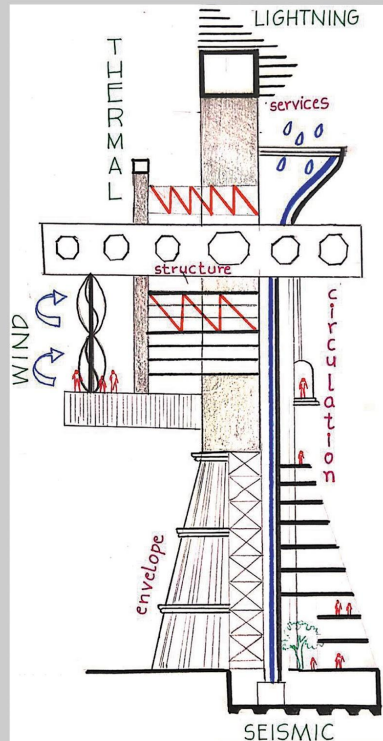 LIGHTNING
THERMAL
services
structure
WIND
circulation
envelope
SEISMIC